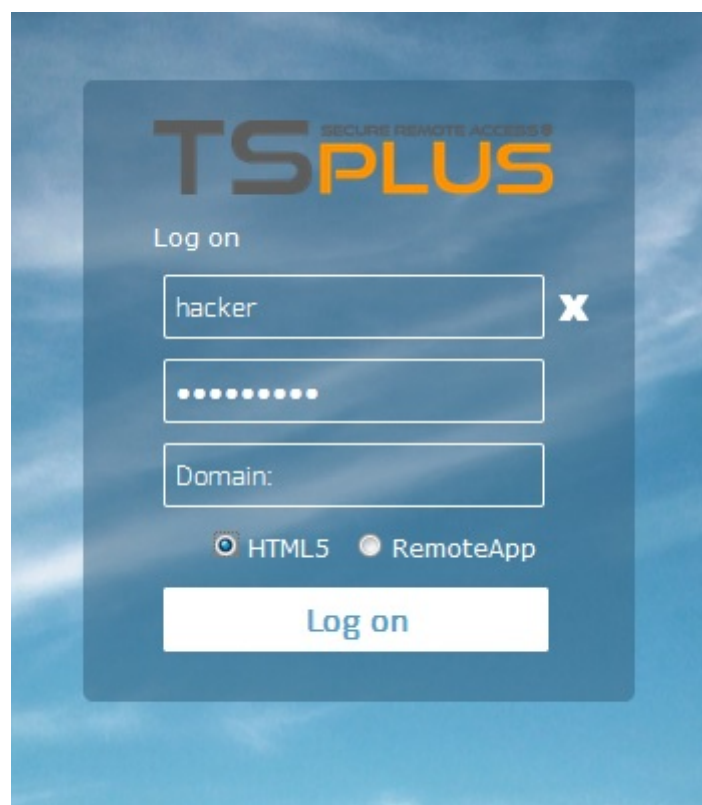 TSPLUS SECURE REMOTE ACCESS
Log on
hacker
•••••••••
Domain:
HTML5 RemoteApp
Log on